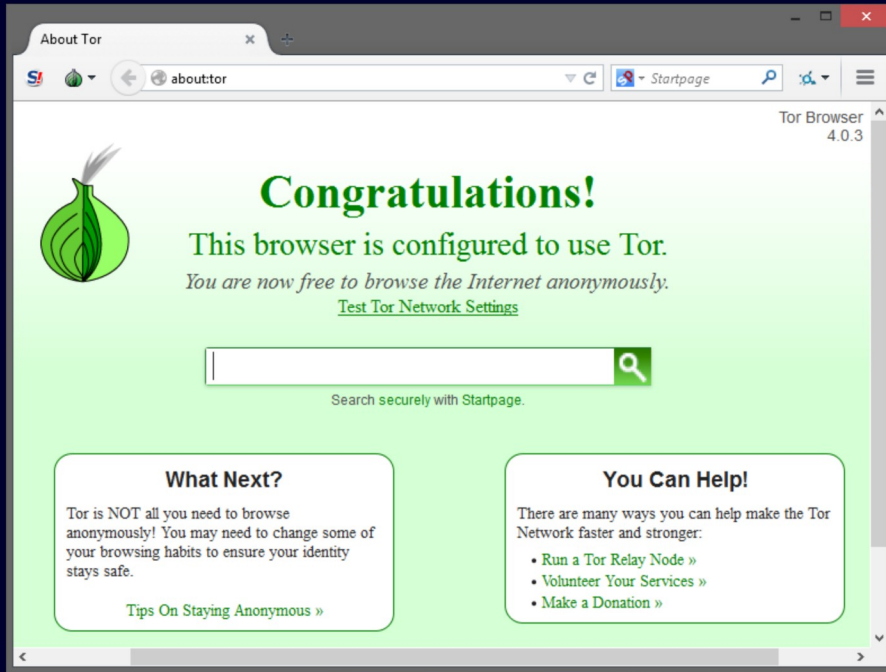 About Tor
S!
about:tor
Startpage
Tor Browser
4.0.3
Congratulations!
This browser is configured to use Tor.
You are now free to browse the Internet anonymously.
Test Tor Network Settings
Search securely with Startpage.
What Next?
Tor is NOT all you need to browse
anonymously! You may need to change some of
your browsing habits to ensure your identity
stays safe.
Tips On Staying Anonymous »
You Can Help!
There are many ways you can help make the Tor
Network faster and stronger:
• Run a Tor Relay Node »
• Volunteer Your Services »
• Make a Donation »